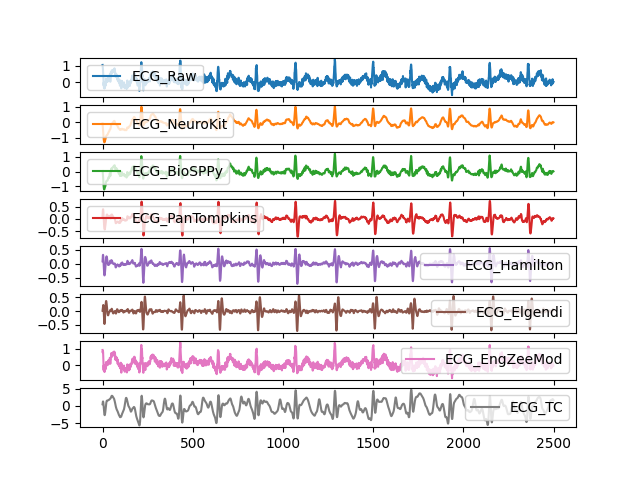 1
0
ECG_Raw
1
0
−1
ECG_NeuroKit
1
0
−1
ECG_BioSPPy
0.5
0.0
−0.5
ECG_PanTompkins
0.5
0.0
−0.5
ECG_Hamilton
0.5
0.0
−0.5
ECG_Elgendi
1
0
ECG_EngZeeMod
5
0
−5
ECG_TC
0 500 1000 1500 2000 2500